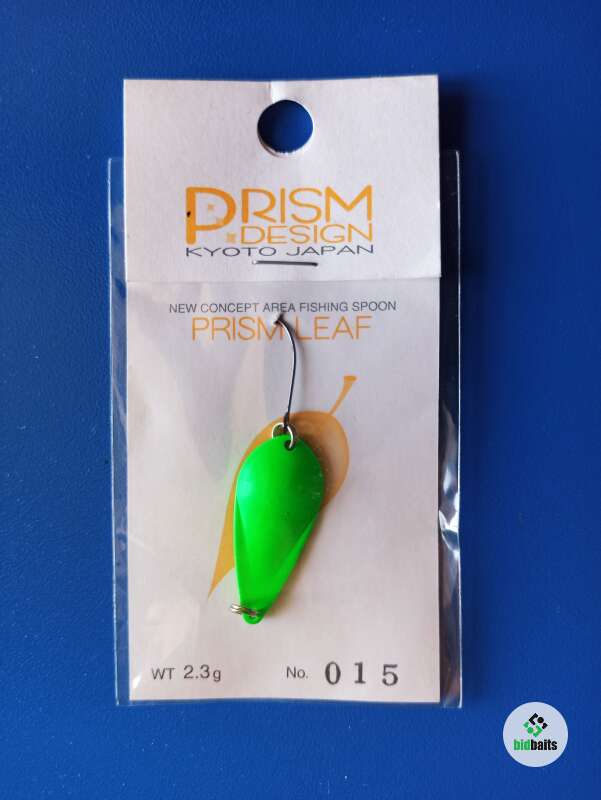 PRISM
DESIGN
KYOTO JAPAN
NEW CONCEPT AREA FISHING SPOON
PRISM LEAF
WT 2.3g No. 015
bidbaits